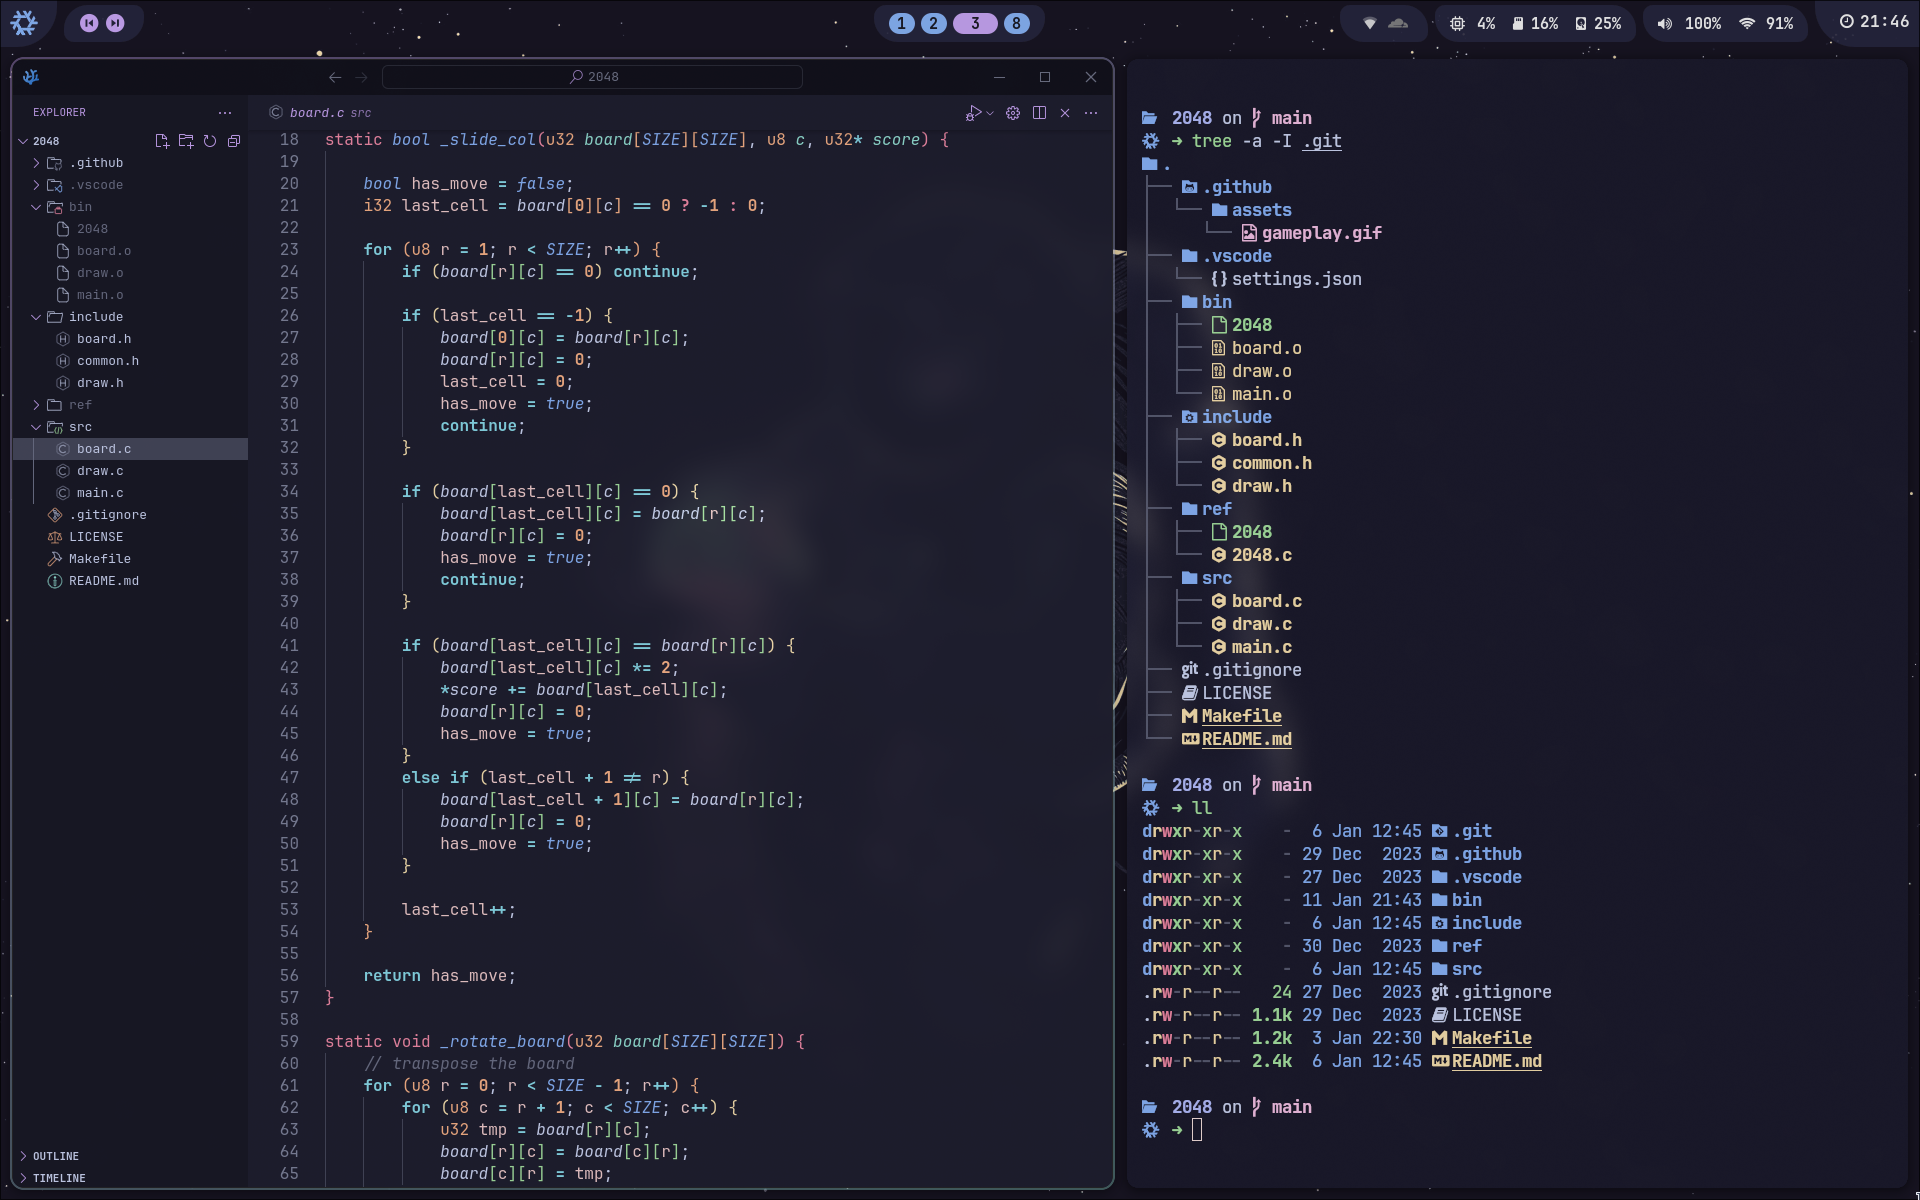 1 2 3 8
4% 16% 25% 100% 91% 21:46
2048
EXPLORER
2048
.github
.vscode
bin
2048
board.o
draw.o
main.o
include
board.h
common.h
draw.h
ref
src
board.c
draw.c
main.c
.gitignore
LICENSE
Makefile
README.md
OUTLINE
TIMELINE
board.c src
18 static bool _slide_col(u32 board[SIZE][SIZE], u8 c, u32* score) {
19
20 bool has_move = false;
21 i32 last_cell = board[0][c] == 0 ? -1 : 0;
22
23 for (u8 r = 1; r < SIZE; r++) {
24 if (board[r][c] == 0) continue;
25
26 if (last_cell == -1) {
27 board[0][c] = board[r][c];
28 board[r][c] = 0;
29 last_cell = 0;
30 has_move = true;
31 continue;
32 }
33
34 if (board[last_cell][c] == 0) {
35 board[last_cell][c] = board[r][c];
36 board[r][c] = 0;
37 has_move = true;
38 continue;
39 }
40
41 if (board[last_cell][c] == board[r][c]) {
42 board[last_cell][c] *= 2;
43 *score += board[last_cell][c];
44 board[r][c] = 0;
45 has_move = true;
46 }
47 else if (last_cell + 1 != r) {
48 board[last_cell + 1][c] = board[r][c];
49 board[r][c] = 0;
50 has_move = true;
51 }
52
53 last_cell++;
54 }
55
56 return has_move;
57 }
58
59 static void _rotate_board(u32 board[SIZE][SIZE]) {
60 // transpose the board
61 for (u8 r = 0; r < SIZE - 1; r++) {
62 for (u8 c = r + 1; c < SIZE; c++) {
63 u32 tmp = board[r][c];
64 board[r][c] = board[c][r];
65 board[c][r] = tmp;
2048 on main
➜ tree -a -I .git
.
.github
assets
gameplay.gif
.vscode
{} settings.json
bin
2048
board.o
draw.o
main.o
include
board.h
common.h
draw.h
ref
2048
2048.c
src
board.c
draw.c
main.c
git .gitignore
LICENSE
Makefile
README.md
2048 on main
➜ ll
drwxr-xr-x - 6 Jan 12:45 .git
drwxr-xr-x - 29 Dec 2023 .github
drwxr-xr-x - 27 Dec 2023 .vscode
drwxr-xr-x - 11 Jan 21:43 bin
drwxr-xr-x - 6 Jan 12:45 include
drwxr-xr-x - 30 Dec 2023 ref
drwxr-xr-x - 6 Jan 12:45 src
.rw-r--r-- 24 27 Dec 2023 git .gitignore
.rw-r--r-- 1.1k 29 Dec 2023 LICENSE
.rw-r--r-- 1.2k 3 Jan 22:30 Makefile
.rw-r--r-- 2.4k 6 Jan 12:45 README.md
2048 on main
➜